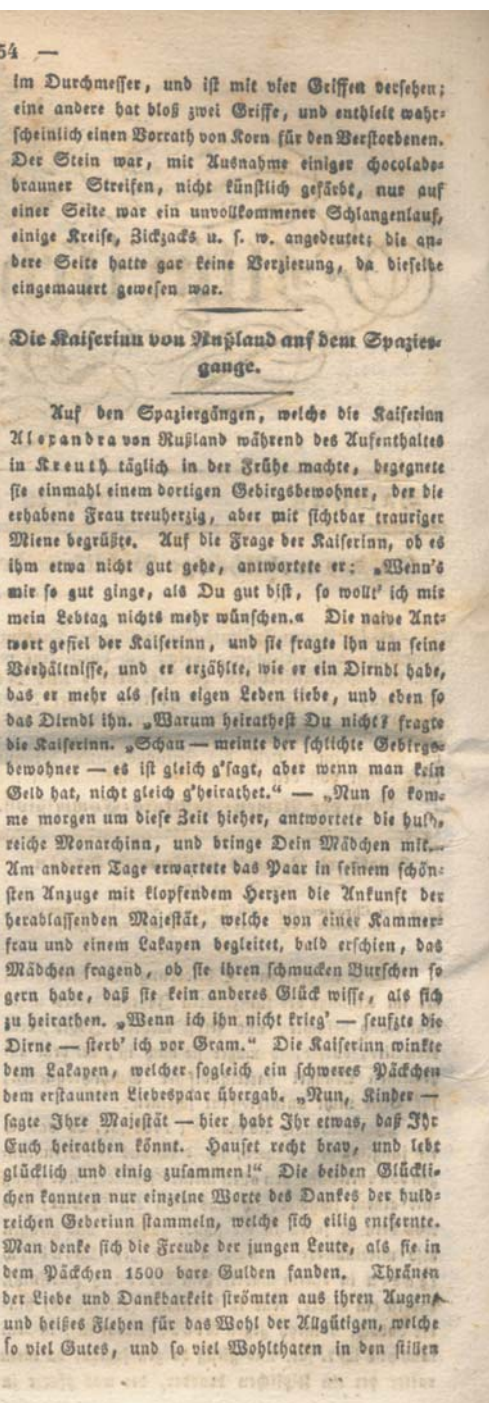 54 —
im Durchmesser, und ist mit vier Griffen versehen;
eine andere hat bloß zwei Griffe, und enthielt wahr-
scheinlich einen Vorrath von Korn für den Verstorbenen.
Der Stein war, mit Ausnahme einiger chocolade-
brauner Streifen, nicht künstlich gefärbt, nur auf
einer Seite war ein unvollkommener Schlangenlauf,
einige Kreise, Zickzacks u. s. w. angedeutet; die an-
dere Seite hatte gar keine Verzierung, da dieselbe
eingemauert gewesen war.
Die Kaiserinn von Rußland auf dem Spazier-
gange.
Auf den Spaziergängen, welche die Kaiserinn
Alexandra von Rußland während des Aufenthaltes
in Kreuth täglich in der Frühe machte, begegnete
sie einmahl einem dortigen Gebirgsbewohner, der die
erhabene Frau treuherzig, aber mit sichtbar trauriger
Miene begrüßte. Auf die Frage der Kaiserinn, ob es
ihm etwa nicht gut gehe, antwortete er: „Wenn's
mir so gut ginge, als Du gut bist, so wollt' ich mir
mein Lebtag nichts mehr wünschen.« Die naive Ant-
wort gefiel der Kaiserinn, und sie fragte ihn um seine
Verhältnisse, und er erzählte, wie er ein Dirndl habe,
das er mehr als sein eigen Leben liebe, und eben so
das Dirndl ihn. „Warum heirathest Du nicht? fragte
die Kaiserinn. „Schau — meinte der schlichte Gebirgs-
bewohner — es ist gleich g'sagt, aber wenn man kein
Geld hat, nicht gleich g'heirathet.“ — „Nun so kom-
me morgen um diese Zeit hieher, antwortete die huld-
reiche Monarchinn, und bringe Dein Mädchen mit.
Am anderen Tage erwartete das Paar in seinem schön-
sten Anzuge mit klopfendem Herzen die Ankunft der
herablassenden Majestät, welche von einer Kammer-
frau und einem Lakayen begleitet, bald erschien, das
Mädchen fragend, ob sie ihren schmucken Burschen so
gern habe, daß sie kein anderes Glück wisse, als sich
zu heirathen. „Wenn ich ihn nicht krieg' — seufzte die
Dirne — sterb' ich vor Gram.“ Die Kaiserinn winkte
dem Lakayen, welcher sogleich ein schweres Päckchen
dem erstaunten Liebespaar übergab. „Nun, Kinder —
sagte Ihre Majestät — hier habt Ihr etwas, daß Ihr
Euch heirathen könnt. Hauset recht brav, und lebt
glücklich und einig zusammen!“ Die beiden Glückli-
chen konnten nur einzelne Worte des Dankes der huld-
reichen Geberinn stammeln, welche sich eilig entfernte.
Man denke sich die Freude der jungen Leute, als sie in
dem Päckchen 1500 bare Gulden fanden. Thränen
der Liebe und Dankbarkeit strömten aus ihren Augen,
und heißes Flehen für das Wohl der Allgütigen, welche
so viel Gutes, und so viel Wohlthaten in den stillen